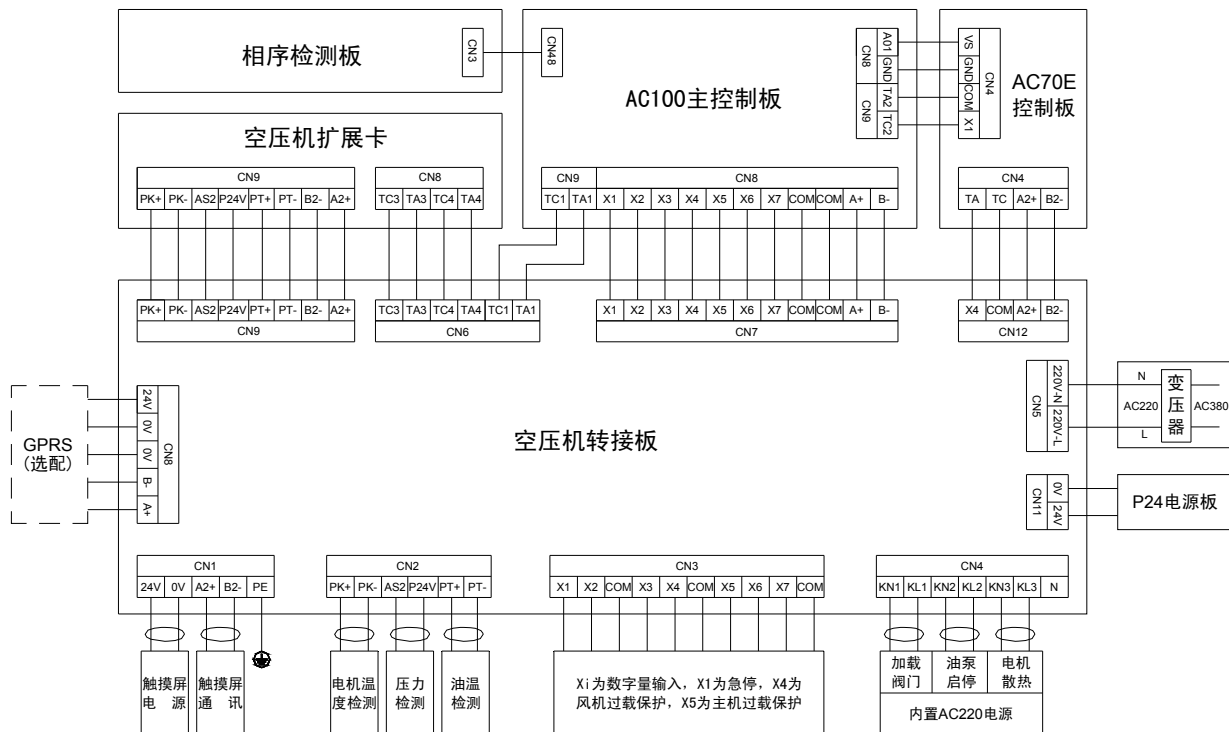 相序检测板
CN3
CN48
AC100主控制板
CN8
A01
GND
CN9
TA2
TC2
VS
GND
COM
X1
CN4
AC70E
控制板
空压机扩展卡
CN9
PK+ PK- AS2 P24V PT+ PT- B2- A2+
CN8
TC3 TA3 TC4 TA4
CN9 CN8
TC1 TA1 X1 X2 X3 X4 X5 X6 X7 COM COM A+ B-
CN4
TA TC A2+ B2-
PK+ PK- AS2 P24V PT+ PT- B2- A2+
CN9
TC3 TA3 TC4 TA4 TC1 TA1
CN6
X1 X2 X3 X4 X5 X6 X7 COM COM A+ B-
CN7
X4 COM A2+ B2-
CN12
GPRS
(选配)
24V
0V
0V
B-
A+
CN8
空压机转接板
CN5
220V-N
220V-L
N
AC220
L
变
压
器
AC380
CN11
0V
24V
P24电源板
CN1
24V 0V A2+ B2- PE
CN2
PK+ PK- AS2 P24V PT+ PT-
CN3
X1 X2 COM X3 X4 COM X5 X6 X7 COM
CN4
KN1 KL1 KN2 KL2 KN3 KL3 N
触摸屏
电 源
触摸屏
通 讯
电机温
度检测
压力
检测
油温
检测
Xi为数字量输入，X1为急停，X4为
风机过载保护，X5为主机过载保护
加载
阀门
油泵
启停
电机
散热
内置AC220电源